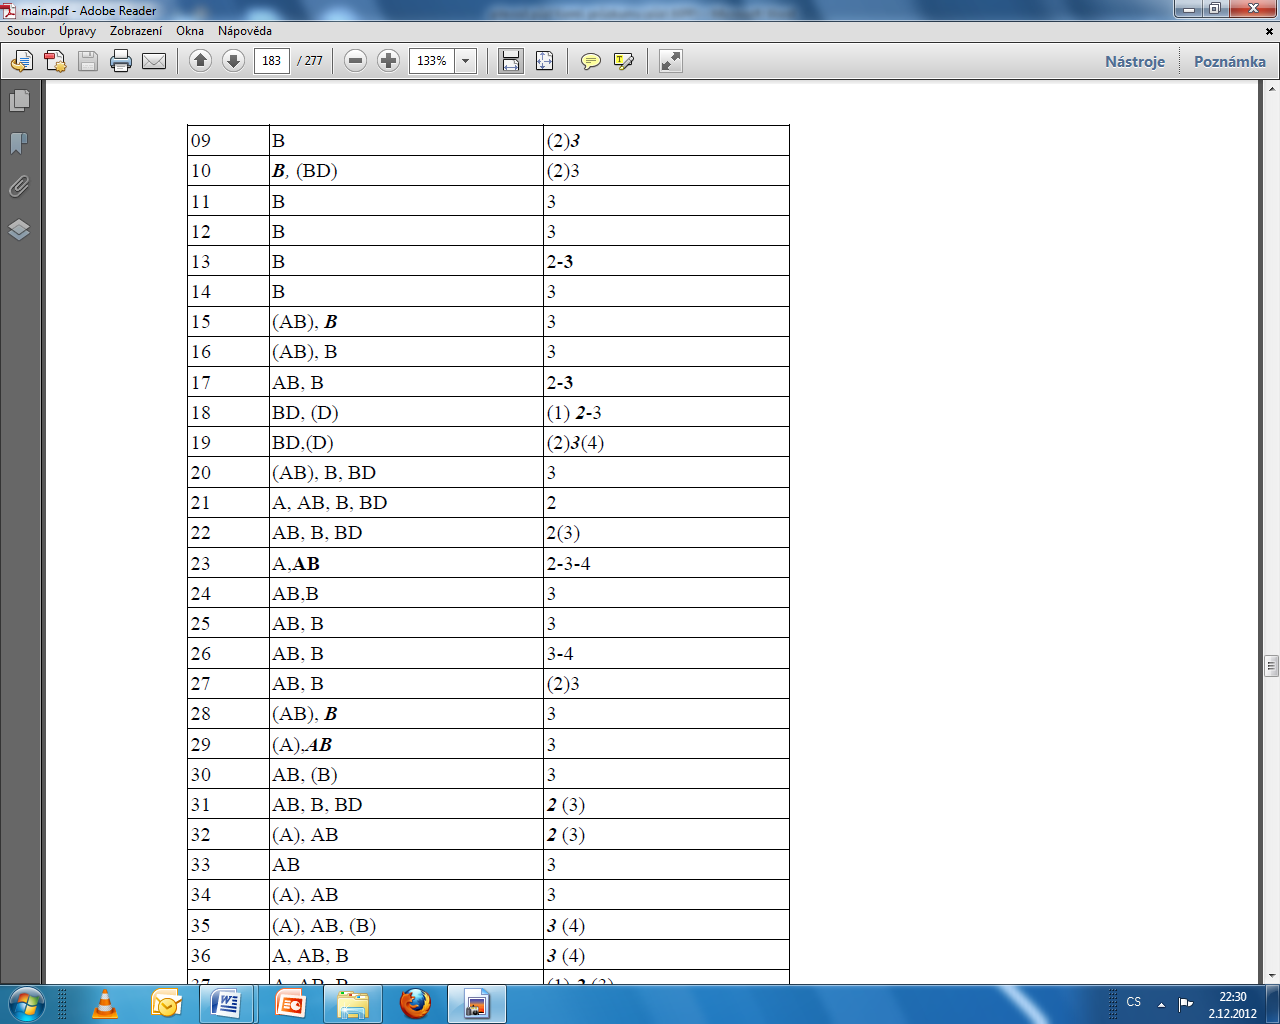 main.pdf - Adobe Reader
Soubor Úpravy Zobrazení Okna Nápověda
183 / 277 133% Nástroje Poznámka
09 B (2)3
10 B, (BD) (2)3
11 B 3
12 B 3
13 B 2-3
14 B 3
15 (AB), B 3
16 (AB), B 3
17 AB, B 2-3
18 BD, (D) (1) 2-3
19 BD,(D) (2)3(4)
20 (AB), B, BD 3
21 A, AB, B, BD 2
22 AB, B, BD 2(3)
23 A,AB 2-3-4
24 AB,B 3
25 AB, B 3
26 AB, B 3-4
27 AB, B (2)3
28 (AB), B 3
29 (A),AB 3
30 AB, (B) 3
31 AB, B, BD 2 (3)
32 (A), AB 2 (3)
33 AB 3
34 (A), AB 3
35 (A), AB, (B) 3 (4)
36 A, AB, B 3 (4)
37 A, AB, B (1) 2 (3)
CS 22:30
2.12.2012